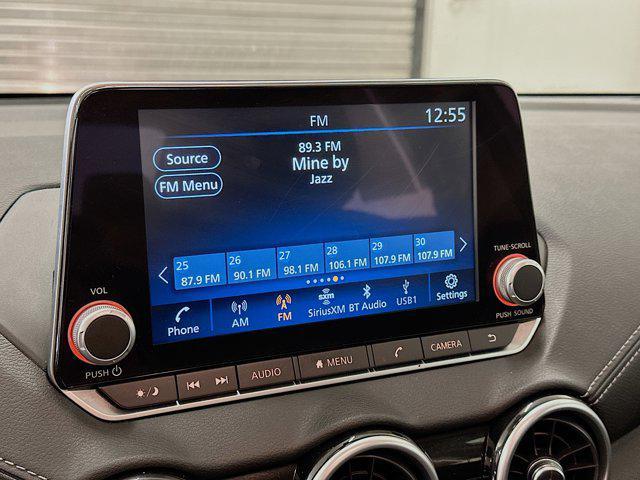 FM
12:55
Source
FM Menu
89.3 FM
Mine by
Jazz
25
87.9 FM
26
90.1 FM
27
98.1 FM
28
106.1 FM
29
107.9 FM
30
107.9 FM
Phone
AM
FM
sxm
SiriusXM
BT Audio
USB1
Settings
VOL
PUSH
TUNE·SCROLL
PUSH SOUND
AUDIO
MENU
CAMERA